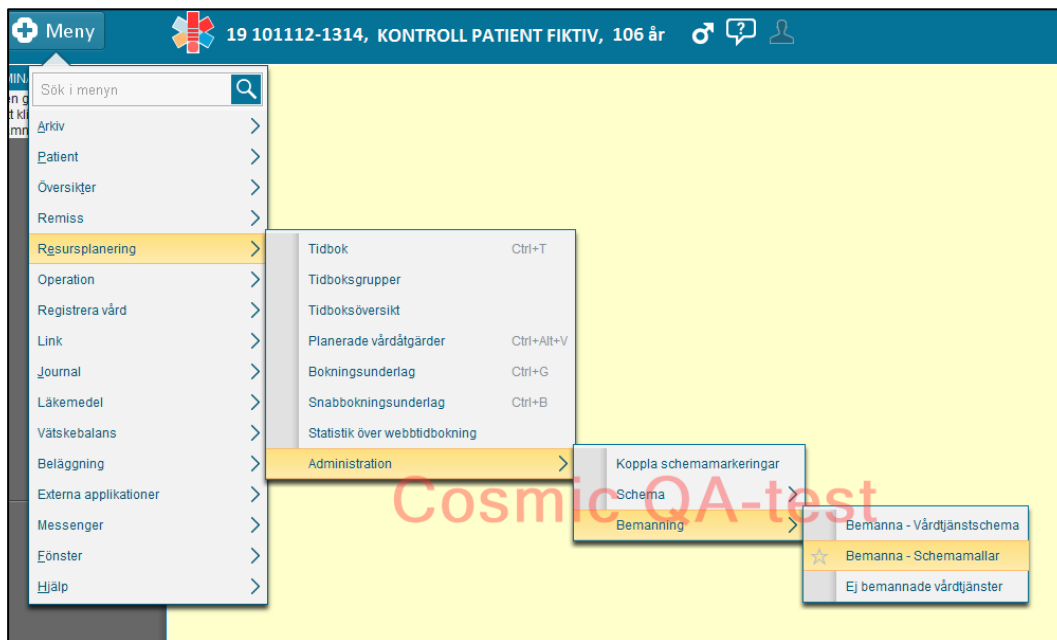 Meny
19 101112-1314, KONTROLL PATIENT FIKTIV, 106 år
Sök i menyn
Arkiv
Patient
Översikter
Remiss
Resursplanering
Operation
Registrera vård
Link
Journal
Läkemedel
Vätskebalans
Beläggning
Externa applikationer
Messenger
Fönster
Hjälp
Tidbok Ctrl+T
Tidboksgrupper
Tidboksöversikt
Planerade vårdåtgärder Ctrl+Alt+V
Bokningsunderlag Ctrl+G
Snabbokningsunderlag Ctrl+B
Statistik över webbtidbokning
Administration
Koppla schemamarkeringar
Schema
Bemanning
Bemanna - Vårdtjänstschema
Bemanna - Schemamallar
Ej bemannade vårdtjänster
Cosmic QA-test